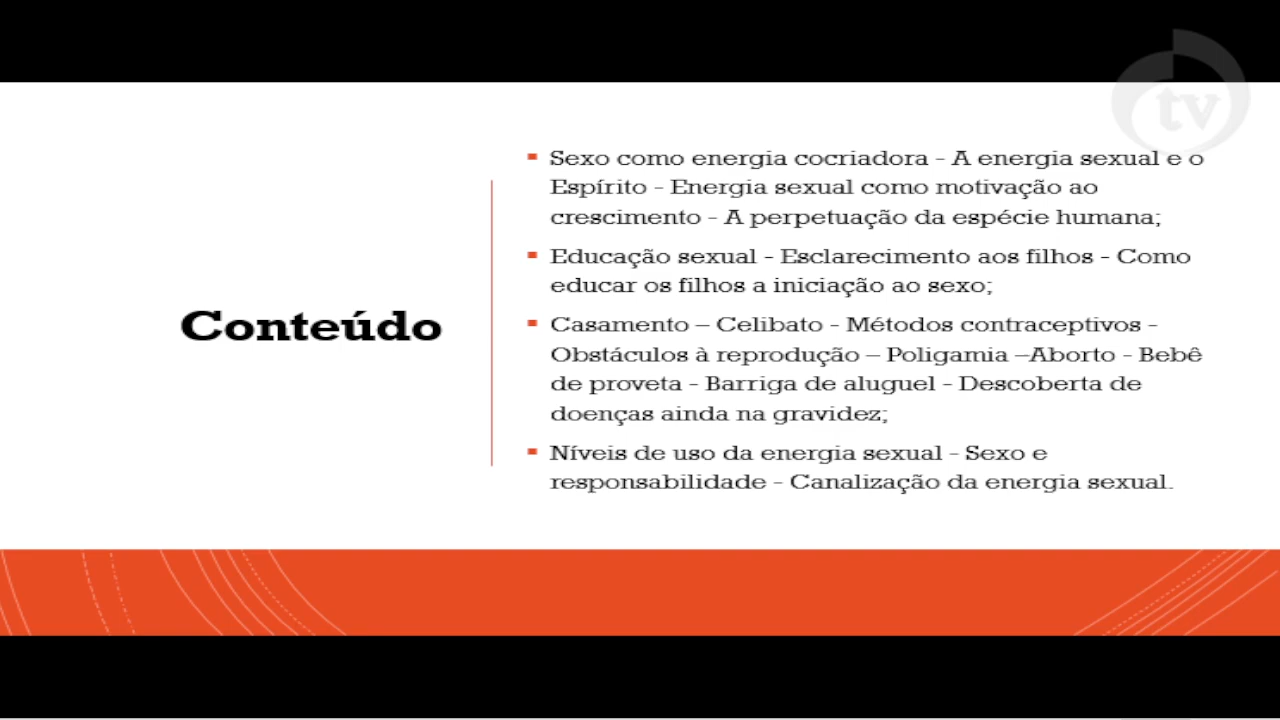 tv
Sexo como energia cocriadora - A energia sexual e o
Espírito - Energia sexual como motivação ao
crescimento - A perpetuação da espécie humana;
Educação sexual - Esclarecimento aos filhos - Como
educar os filhos a iniciação ao sexo;
Conteúdo
Casamento – Celibato - Métodos contraceptivos -
Obstáculos à reprodução – Poligamia –Aborto - Bebê
de proveta - Barriga de aluguel - Descoberta de
doenças ainda na gravidez;
Níveis de uso da energia sexual - Sexo e
responsabilidade - Canalização da energia sexual.